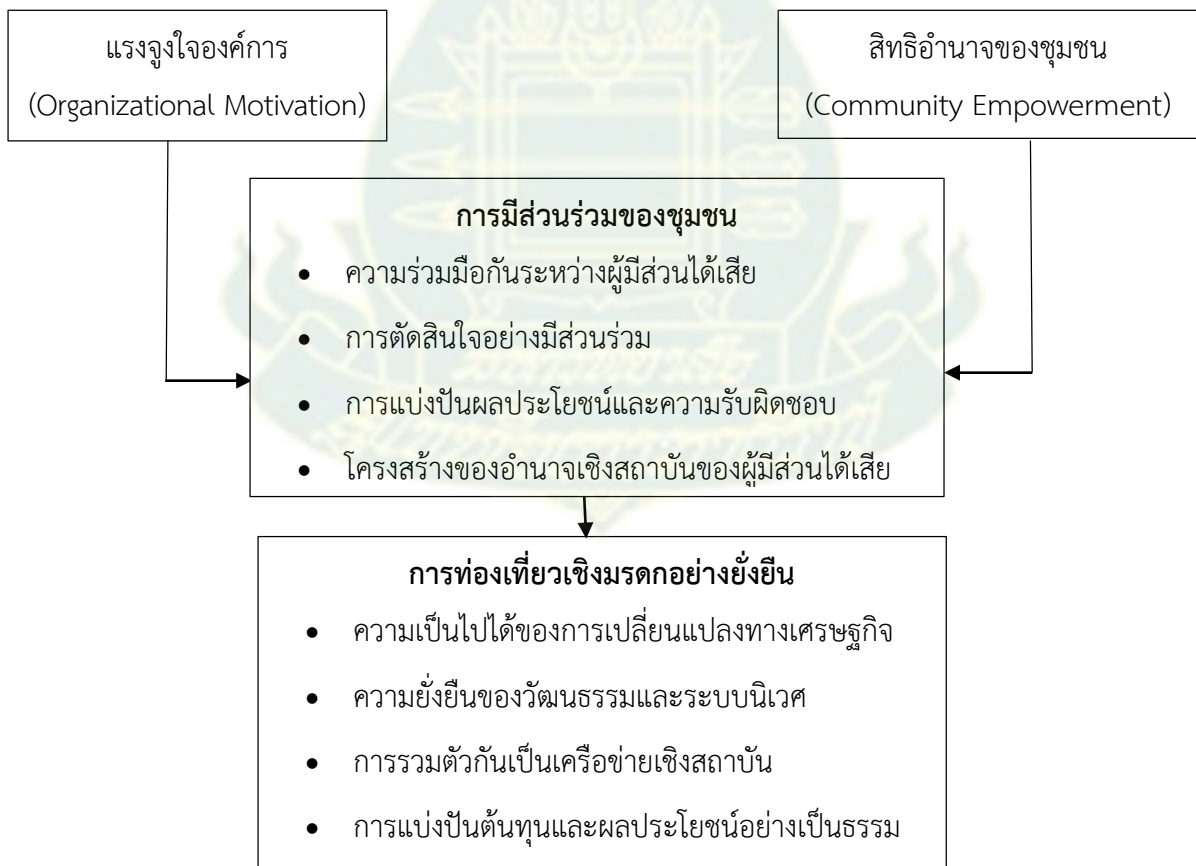 แรงจูงใจองค์การ
(Organizational Motivation)
สิทธิอำนาจของชุมชน
(Community Empowerment)
การมีส่วนร่วมของชุมชน
• ความร่วมมือกันระหว่างผู้มีส่วนได้เสีย
• การตัดสินใจอย่างมีส่วนร่วม
• การแบ่งปันผลประโยชน์และความรับผิดชอบ
• โครงสร้างของอำนาจเชิงสถาบันของผู้มีส่วนได้เสีย
การท่องเที่ยวเชิงมรดกอย่างยั่งยืน
• ความเป็นไปได้ของการเปลี่ยนแปลงทางเศรษฐกิจ
• ความยั่งยืนของวัฒนธรรมและระบบนิเวศ
• การรวมตัวกันเป็นเครือข่ายเชิงสถาบัน
• การแบ่งปันต้นทุนและผลประโยชน์อย่างเป็นธรรม